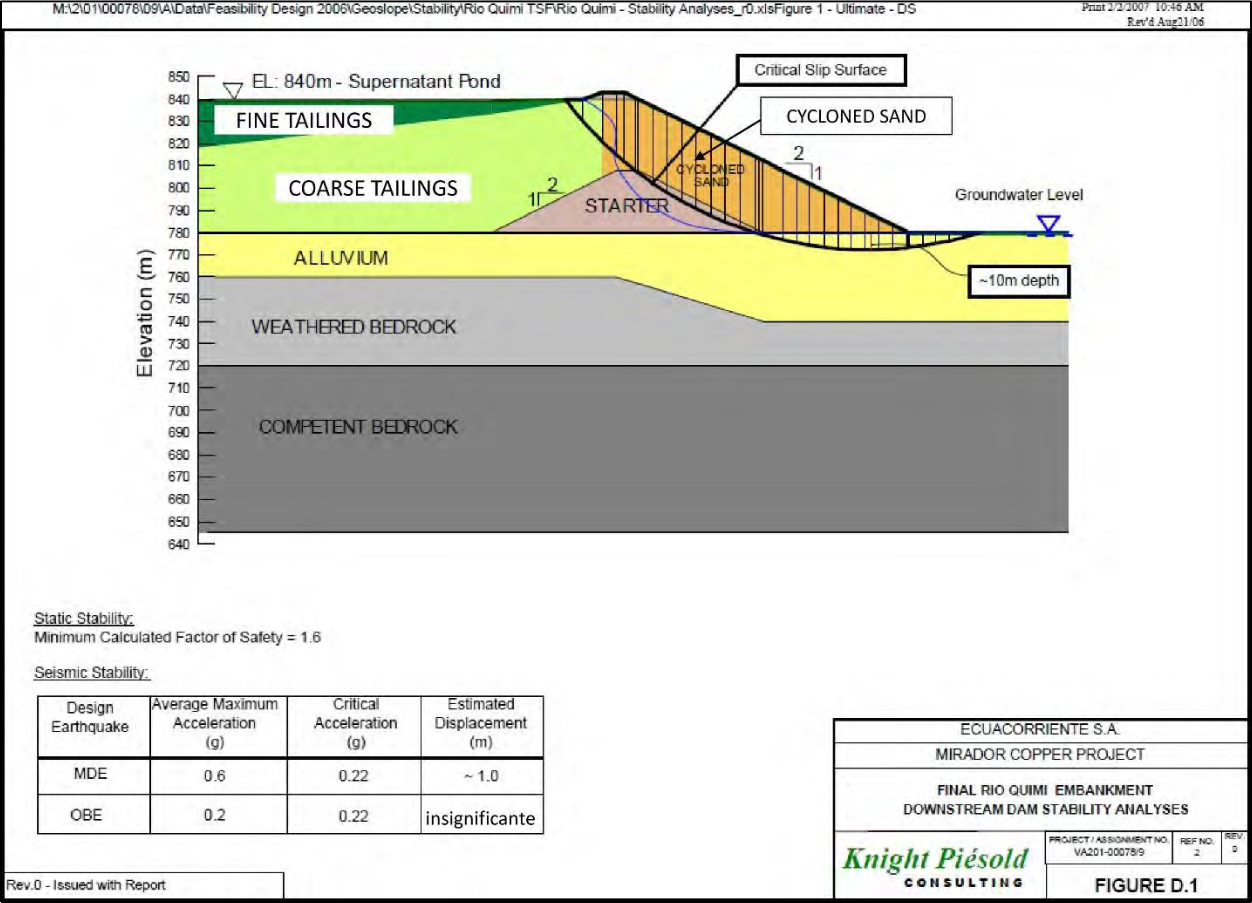 M:\2\01\00078\09\A\Data\Feasibility Design 2006\Geoslope\Stability\Rio Quimi TSF\Rio Quimi - Stability Analyses_r0.xlsFigure 1 - Ultimate - DS
Print 2/2/2007 10:46 AM
Rev'd Aug21/06
Critical Slip Surface
850
EL: 840m - Supernatant Pond
840
FINE TAILINGS
CYCLONED SAND
830
820
2
1
810
CYCLONED
SAND
COARSE TAILINGS
2
1
800
Groundwater Level
STARTER
790
780
770
ALLUVIUM
~10m depth
760
750
740
WEATHERED BEDROCK
730
720
710
700
COMPETENT BEDROCK
690
680
670
660
650
640
Elevation (m)
Static Stability:
Minimum Calculated Factor of Safety = 1.6
Seismic Stability:
Design Earthquake
Average Maximum Acceleration (g)
Critical Acceleration (g)
Estimated Displacement (m)
MDE 0.6 0.22 ~ 1.0
OBE 0.2 0.22 insignificante
ECUACORRIENTE S.A.
MIRADOR COPPER PROJECT
FINAL RIO QUIMI EMBANKMENT
DOWNSTREAM DAM STABILITY ANALYSES
Knight Piésold
CONSULTING
PROJECT / ASSIGNMENT NO.
VA201-00078/9
REF NO.
2
REV.
0
FIGURE D.1
Rev.0 - Issued with Report